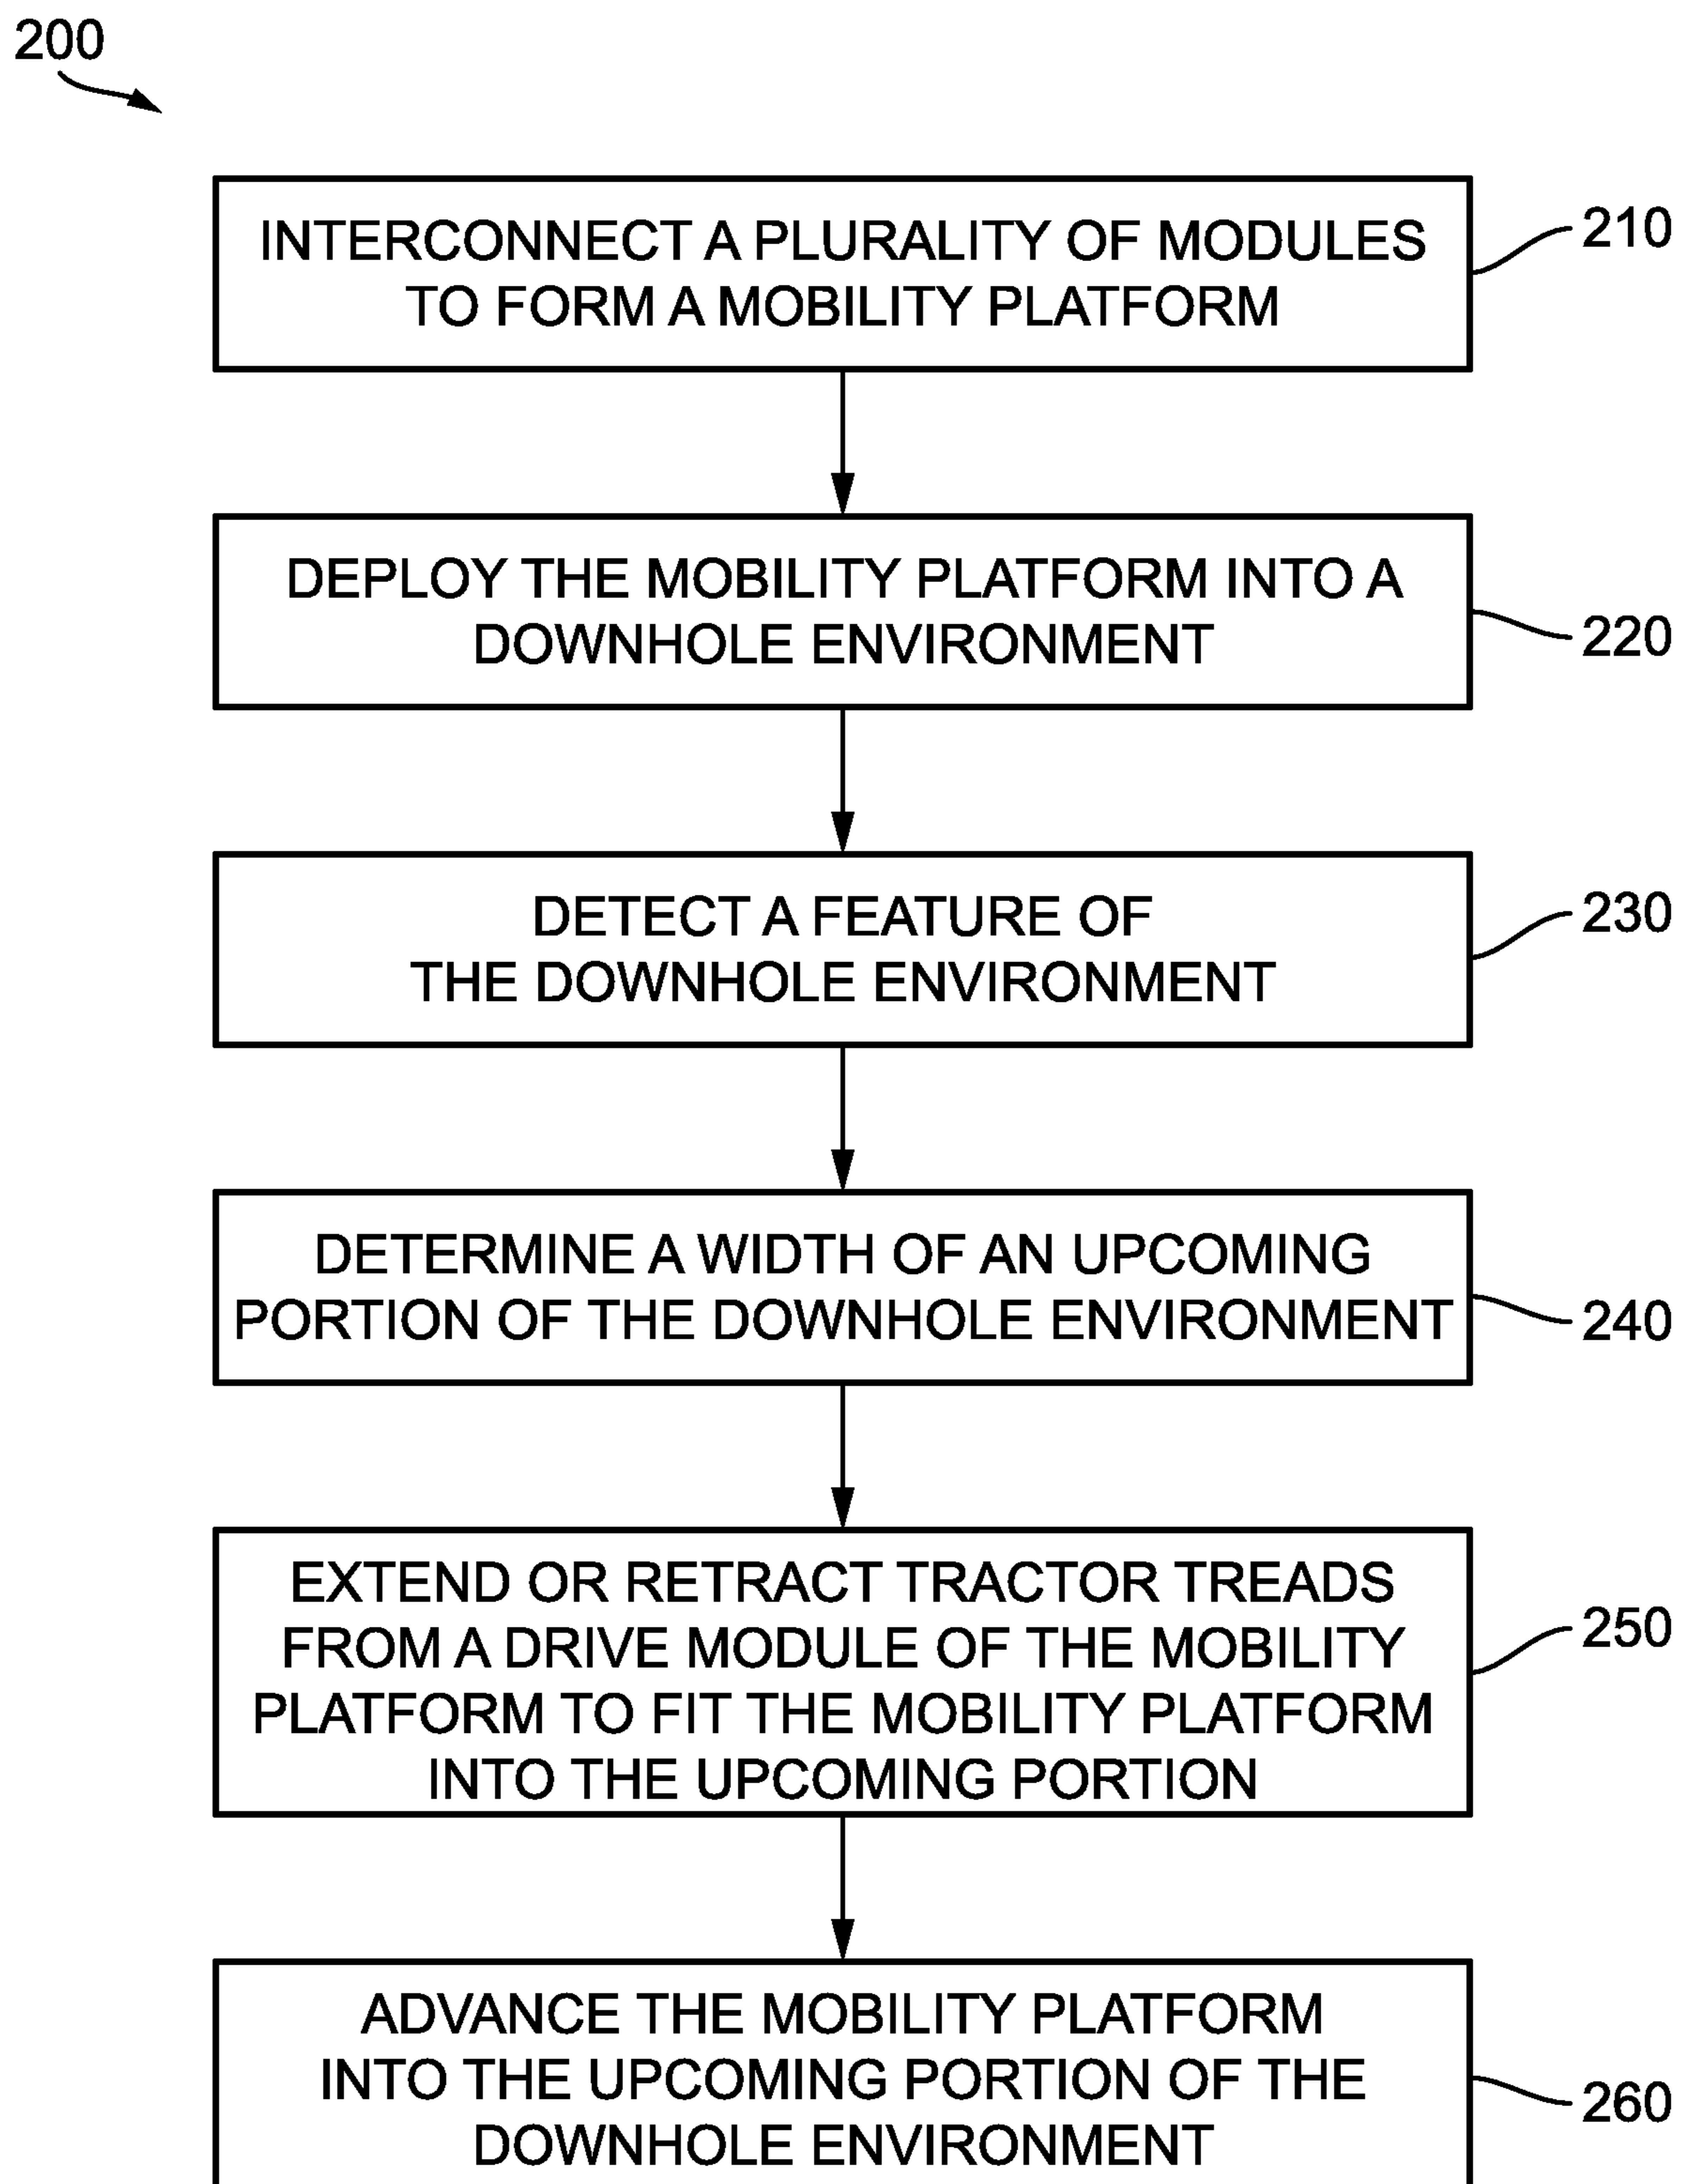 200
INTERCONNECT A PLURALITY OF MODULES
TO FORM A MOBILITY PLATFORM
210
DEPLOY THE MOBILITY PLATFORM INTO A
DOWNHOLE ENVIRONMENT
220
DETECT A FEATURE OF
THE DOWNHOLE ENVIRONMENT
230
DETERMINE A WIDTH OF AN UPCOMING
PORTION OF THE DOWNHOLE ENVIRONMENT
240
EXTEND OR RETRACT TRACTOR TREADS
FROM A DRIVE MODULE OF THE MOBILITY
PLATFORM TO FIT THE MOBILITY PLATFORM
INTO THE UPCOMING PORTION
250
ADVANCE THE MOBILITY PLATFORM
INTO THE UPCOMING PORTION OF THE
DOWNHOLE ENVIRONMENT
260